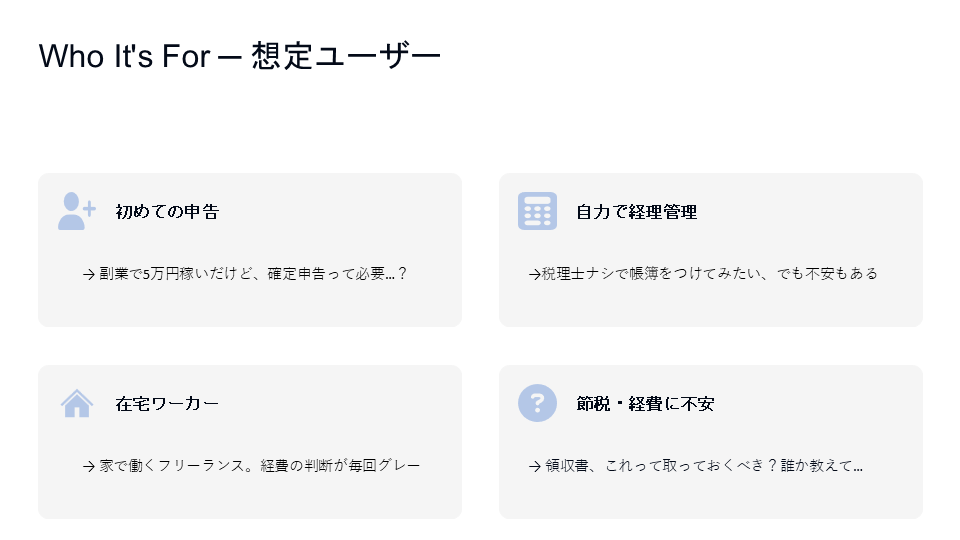 Who It's For ― 想定ユーザー
初めての申告
→ 副業で5万円稼いだけど、確定申告って必要…？
自力で経理管理
→税理士ナシで帳簿をつけてみたい、でも不安もある
在宅ワーカー
→ 家で働くフリーランス。経費の判断が毎回グレー
?
節税・経費に不安
→ 領収書、これって取っておくべき？誰か教えて…